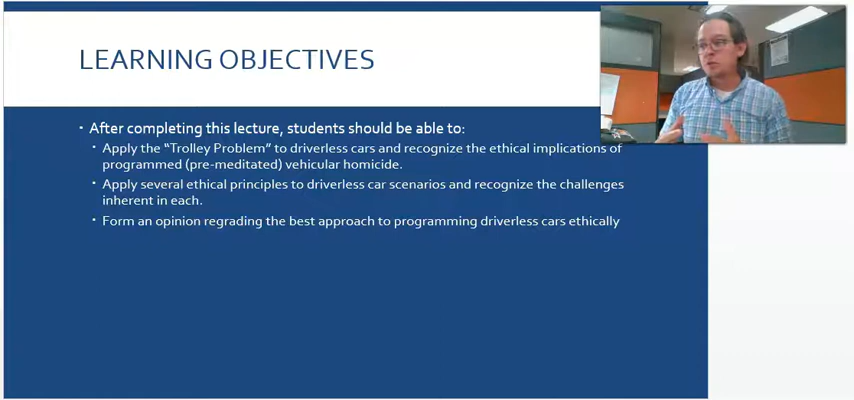 LEARNING OBJECTIVES
• After completing this lecture, students should be able to:
• Apply the “Trolley Problem” to driverless cars and recognize the ethical implications of
programmed (pre-meditated) vehicular homicide.
• Apply several ethical principles to driverless car scenarios and recognize the challenges
inherent in each.
• Form an opinion regrading the best approach to programming driverless cars ethically